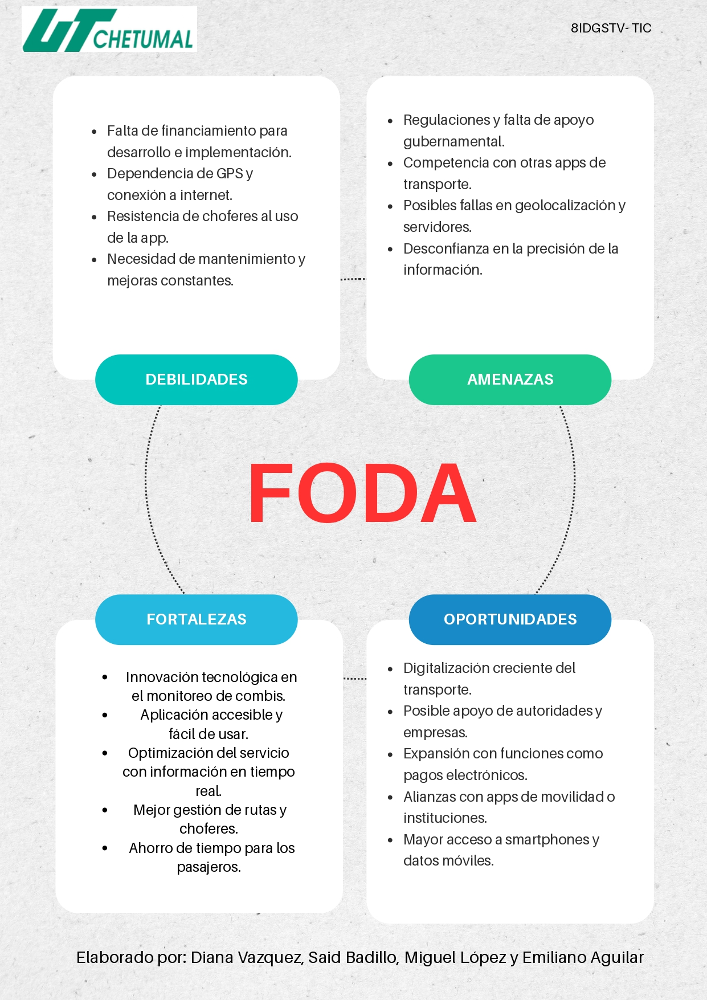 UT CHETUMAL
8IDGSTV- TIC
Falta de financiamiento para
desarrollo e implementación.
Dependencia de GPS y
conexión a internet.
Resistencia de choferes al uso
de la app.
Necesidad de mantenimiento y
mejoras constantes.
DEBILIDADES
Regulaciones y falta de apoyo
gubernamental.
Competencia con otras apps de
transporte.
Posibles fallas en geolocalización y
servidores.
Desconfianza en la precisión de la
información.
AMENAZAS
FODA
FORTALEZAS
Innovación tecnológica en
el monitoreo de combis.
Aplicación accesible y
fácil de usar.
Optimización del servicio
con información en tiempo
real.
Mejor gestión de rutas y
choferes.
Ahorro de tiempo para los
pasajeros.
OPORTUNIDADES
Digitalización creciente del
transporte.
Posible apoyo de autoridades y
empresas.
Expansión con funciones como
pagos electrónicos.
Alianzas con apps de movilidad o
instituciones.
Mayor acceso a smartphones y
datos móviles.
Elaborado por: Diana Vazquez, Said Badillo, Miguel López y Emiliano Aguilar